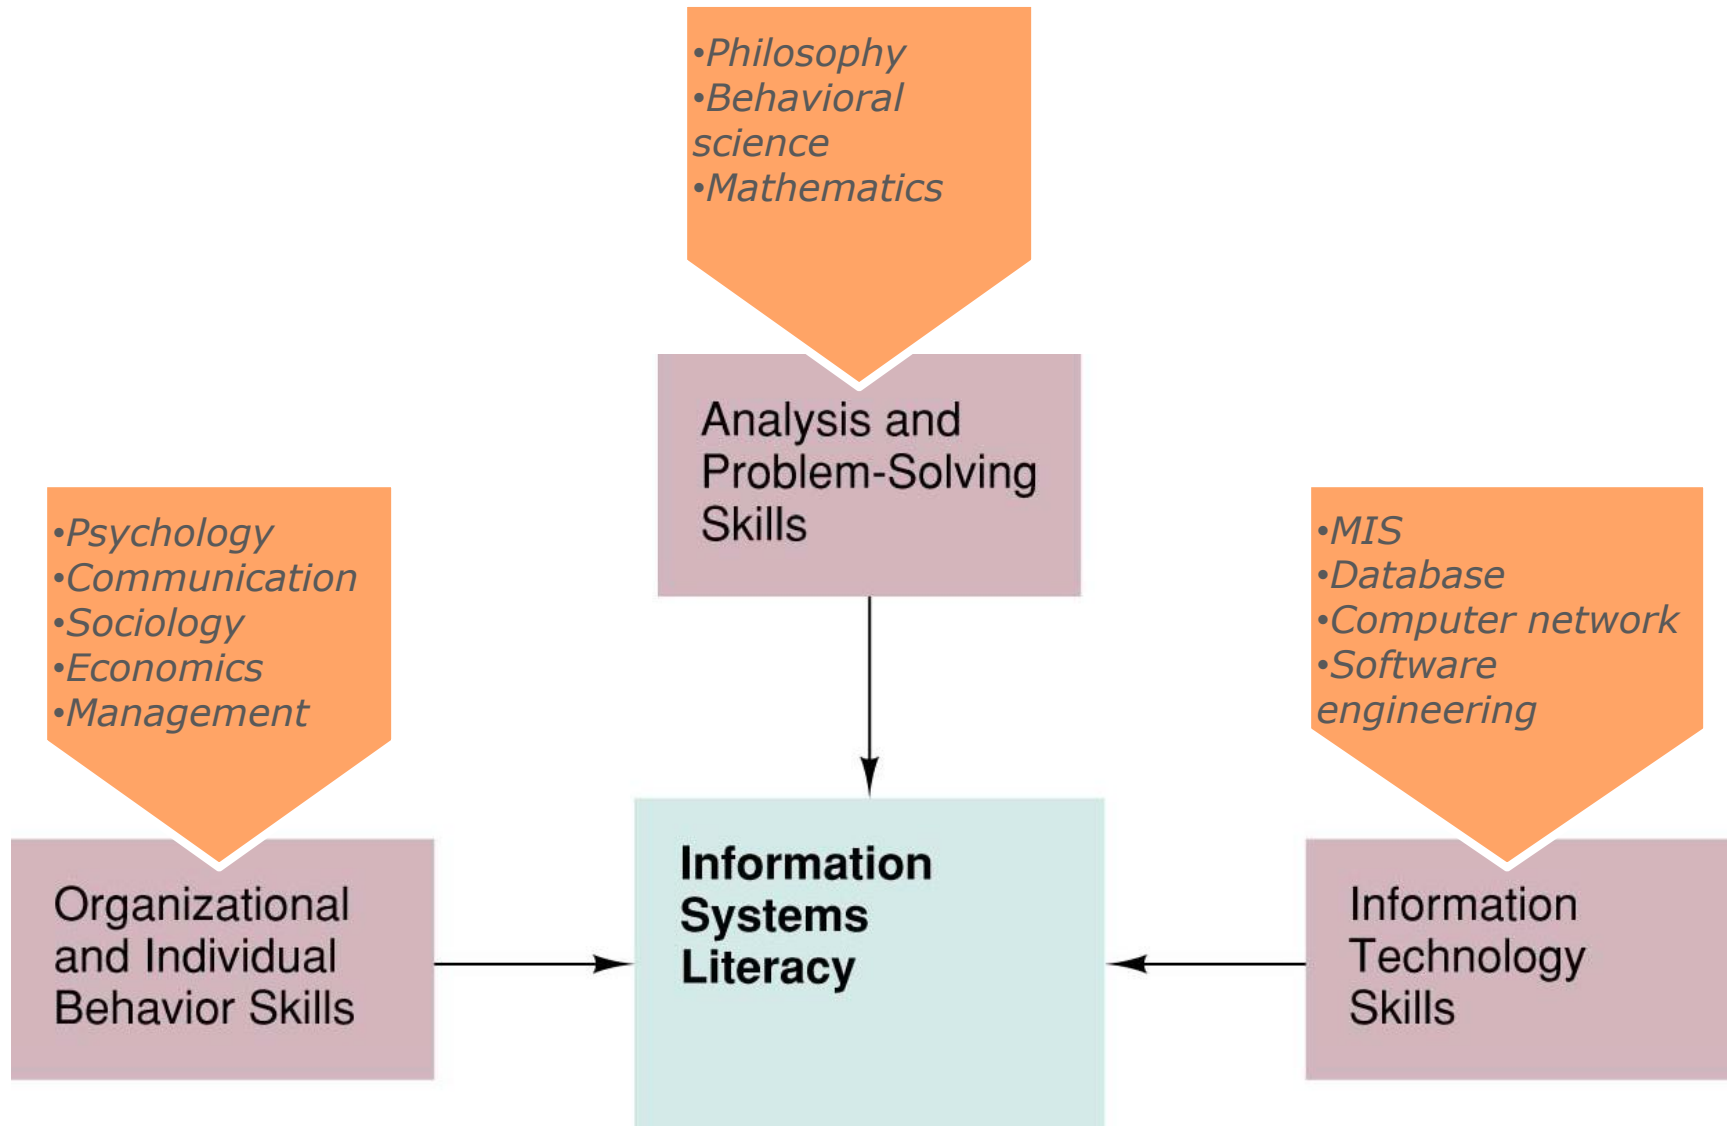 •Philosophy
•Behavioral
science
•Mathematics
Analysis and
Problem-Solving
Skills
•Psychology
•Communication
•Sociology
•Economics
•Management
•MIS
•Database
•Computer network
•Software
engineering
Organizational
and Individual
Behavior Skills
Information
Systems
Literacy
Information
Technology
Skills